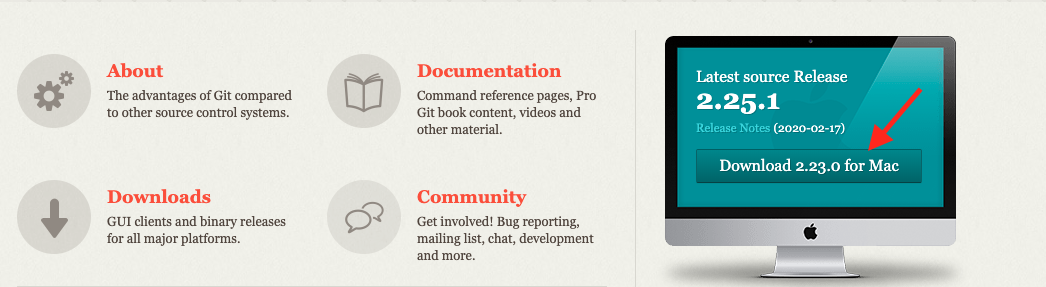 About
The advantages of Git compared
to other source control systems.
Documentation
Command reference pages, Pro
Git book content, videos and
other material.
Downloads
GUI clients and binary releases
for all major platforms.
Community
Get involved! Bug reporting,
mailing list, chat, development
and more.
Latest source Release
2.25.1
Release Notes (2020-02-17)
Download 2.23.0 for Mac